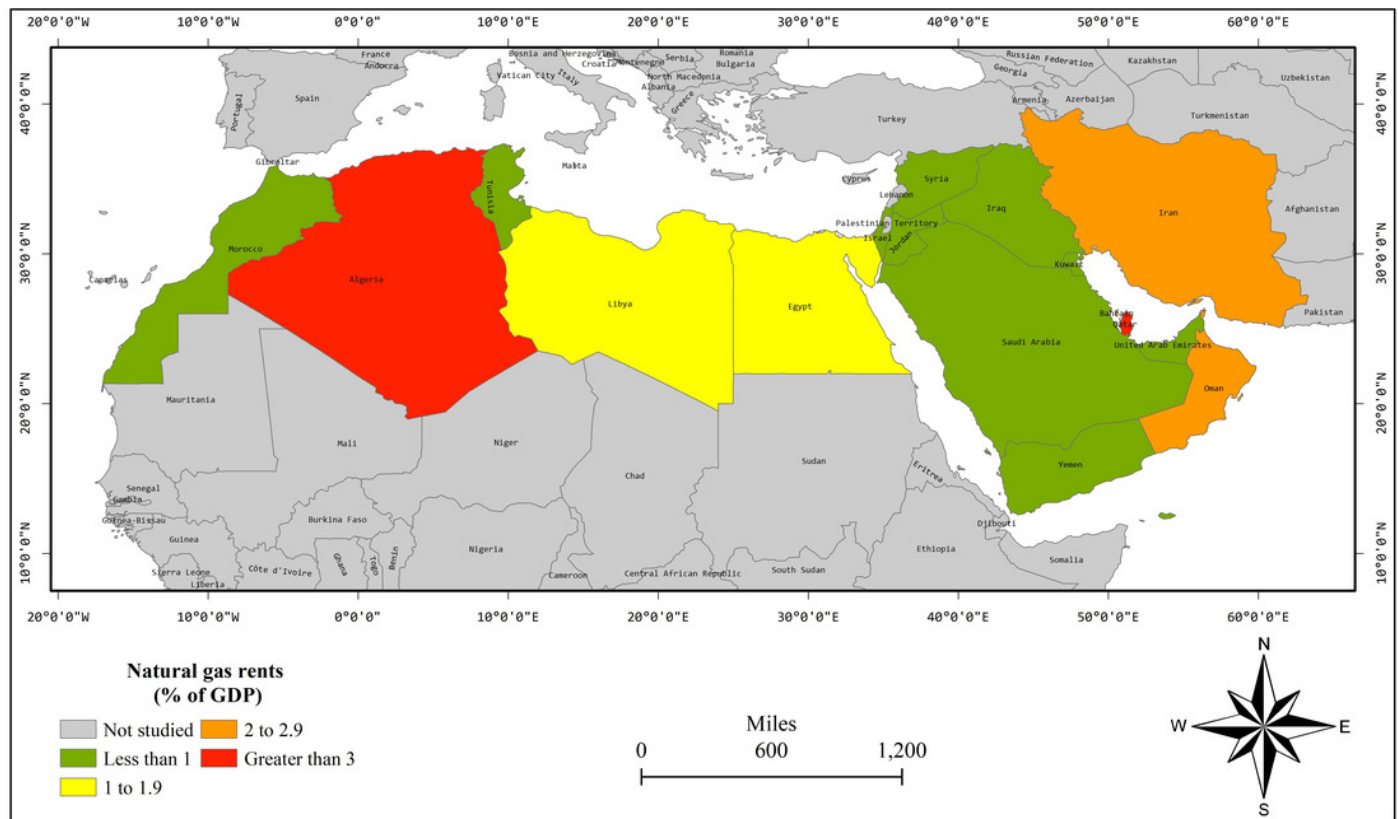 20°0'0"W 10°0'0"W 0°0'0"E 10°0'0"E 20°0'0"E 30°0'0"E 40°0'0"E 50°0'0"E 60°0'0"E
40°0'0"N
30°0'0"N
20°0'0"N
10°0'0"N
40°0'0"N
30°0'0"N
20°0'0"N
10°0'0"N
France
Andorra
Bosnia and Herzegovina
Croatia
Montenegro
Serbia
Romania
Bulgaria
Russian Federation
Kazakhstan
Georgia
Uzbekistan
Vatican City
Italy
North Macedonia
Albania
Greece
Portugal
Spain
Armenia
Azerbaijan
Turkmenistan
Turkey
Gibraltar
Malta
Cyprus
Syria
Lebanon
Tunisia
Iraq
Iran
Afghanistan
Palestinian Territory
Israel
Jordan
Morocco
Kuwait
Canarias
Algeria
Libya
Egypt
Bahrain
Qatar
Pakistan
Saudi Arabia
United Arab Emirates
Oman
Mauritania
Mali
Niger
Chad
Sudan
Eritrea
Yemen
Senegal
Gambia
Guinea-Bissau
Burkina Faso
Djibouti
Guinea
Nigeria
Ethiopia
Somalia
Sierra Leone
Liberia
Côte d'Ivoire
Ghana
Togo
Benin
Cameroon
Central African Republic
South Sudan
20°0'0"W 10°0'0"W 0°0'0"E 10°0'0"E 20°0'0"E 30°0'0"E 40°0'0"E 50°0'0"E 60°0'0"E
Natural gas rents
(% of GDP)
Not studied
Less than 1
1 to 1.9
2 to 2.9
Greater than 3
Miles
0 600 1,200
N
W E
S